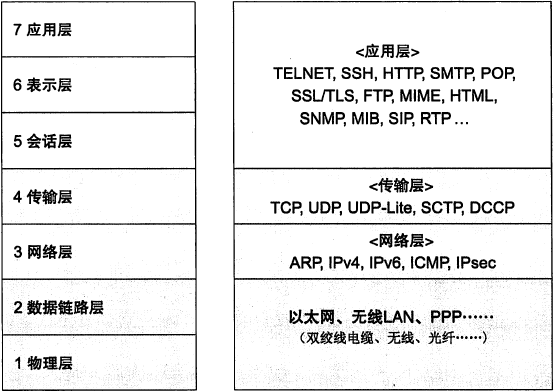 7 应用层
6 表示层
5 会话层
4 传输层
3 网络层
2 数据链路层
1 物理层
<应用层>
TELNET, SSH, HTTP, SMTP, POP,
SSL/TLS, FTP, MIME, HTML,
SNMP, MIB, SIP, RTP ...
<传输层>
TCP, UDP, UDP-Lite, SCTP, DCCP
<网络层>
ARP, IPv4, IPv6, ICMP, IPsec
以太网、无线LAN、PPP……
（双绞线电缆、无线、光纤……）